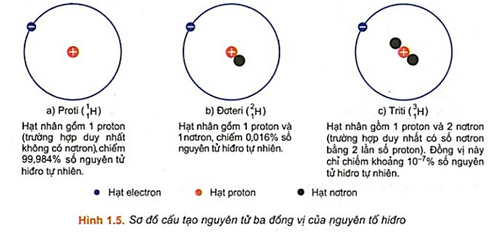 a) Proti (¹₁H)
Hạt nhân gồm 1 proton
(trường hợp duy nhất
không có nơtron),chiếm
99,984% số nguyên tử
hiđro tự nhiên.
b) Đơteri (²₁H)
Hạt nhân gồm 1 proton và
1nơtron, chiếm 0,016% số
nguyên tử hiđro tự nhiên.
c) Triti (³₁H)
Hạt nhân gồm 1 proton và 2 nơtron
(trường hợp duy nhất có số nơtron
bằng 2 lần số proton). Đồng vị này
chỉ chiếm khoảng 10⁻⁷% số nguyên
tử hiđro tự nhiên.
Hạt electron
Hạt proton
Hạt nơtron
Hình 1.5. Sơ đồ cấu tạo nguyên tử ba đồng vị của nguyên tố hiđro